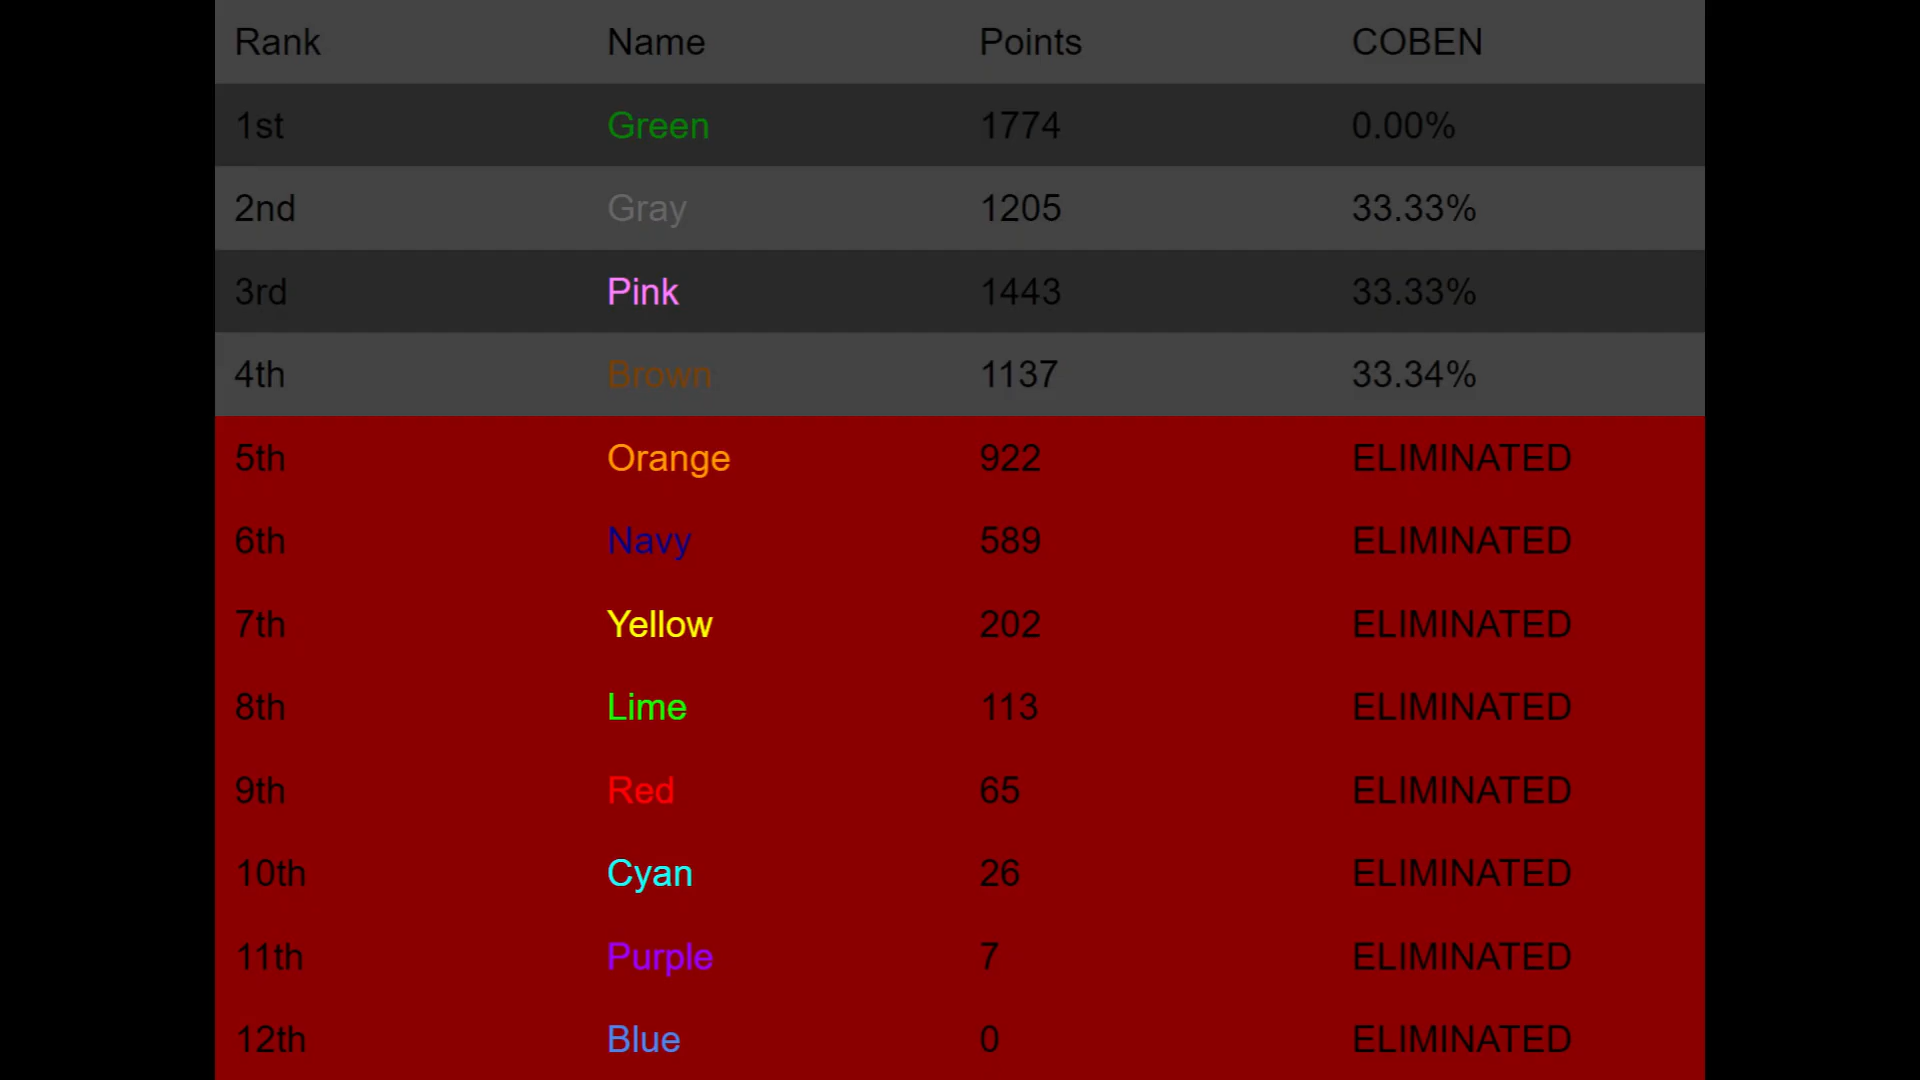 Rank Name Points COBEN
1st Green 1774 0.00%
2nd Gray 1205 33.33%
3rd Pink 1443 33.33%
4th Brown 1137 33.34%
5th Orange 922 ELIMINATED
6th Navy 589 ELIMINATED
7th Yellow 202 ELIMINATED
8th Lime 113 ELIMINATED
9th Red 65 ELIMINATED
10th Cyan 26 ELIMINATED
11th Purple 7 ELIMINATED
12th Blue 0 ELIMINATED